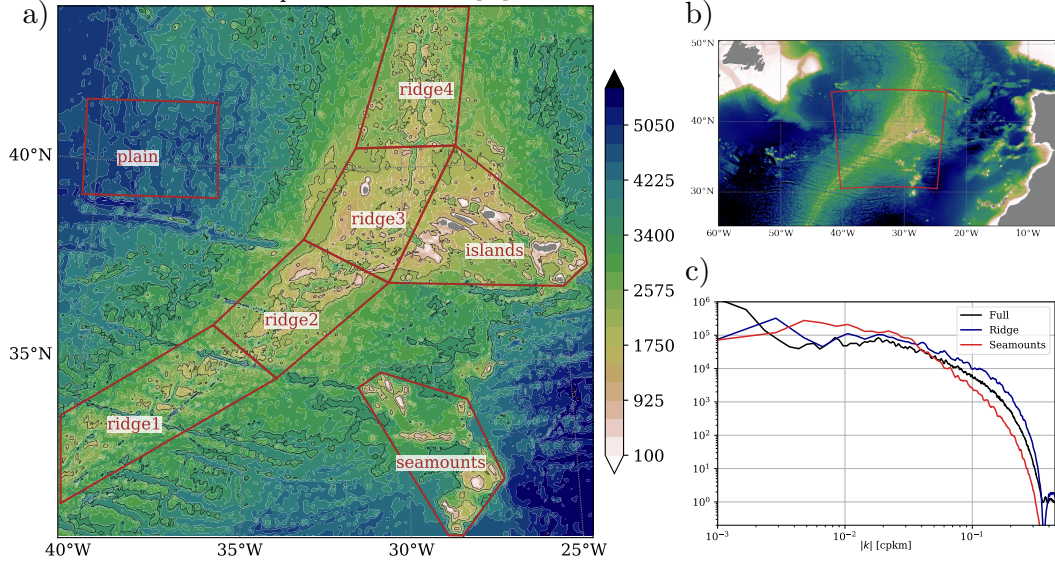 a)
40°N
35°N
40°W
35°W
30°W
25°W
plain
ridge4
ridge3
islands
ridge2
ridge1
seamounts
5050
4225
3400
2575
1750
925
100
b)
50°N
40°N
30°N
60°W
50°W
40°W
30°W
20°W
10°W
c)
10⁶
10⁵
10⁴
10³
10²
10¹
10⁰
10⁻³
10⁻²
10⁻¹
|k| [cpkm]
Full
Ridge
Seamounts